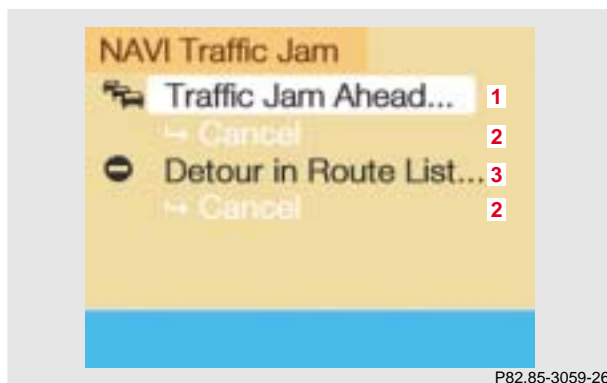 NAVI Traffic Jam
Traffic Jam Ahead... 1
↳ Cancel 2
Detour in Route List... 3
↳ Cancel 2
P82.85-3059-26